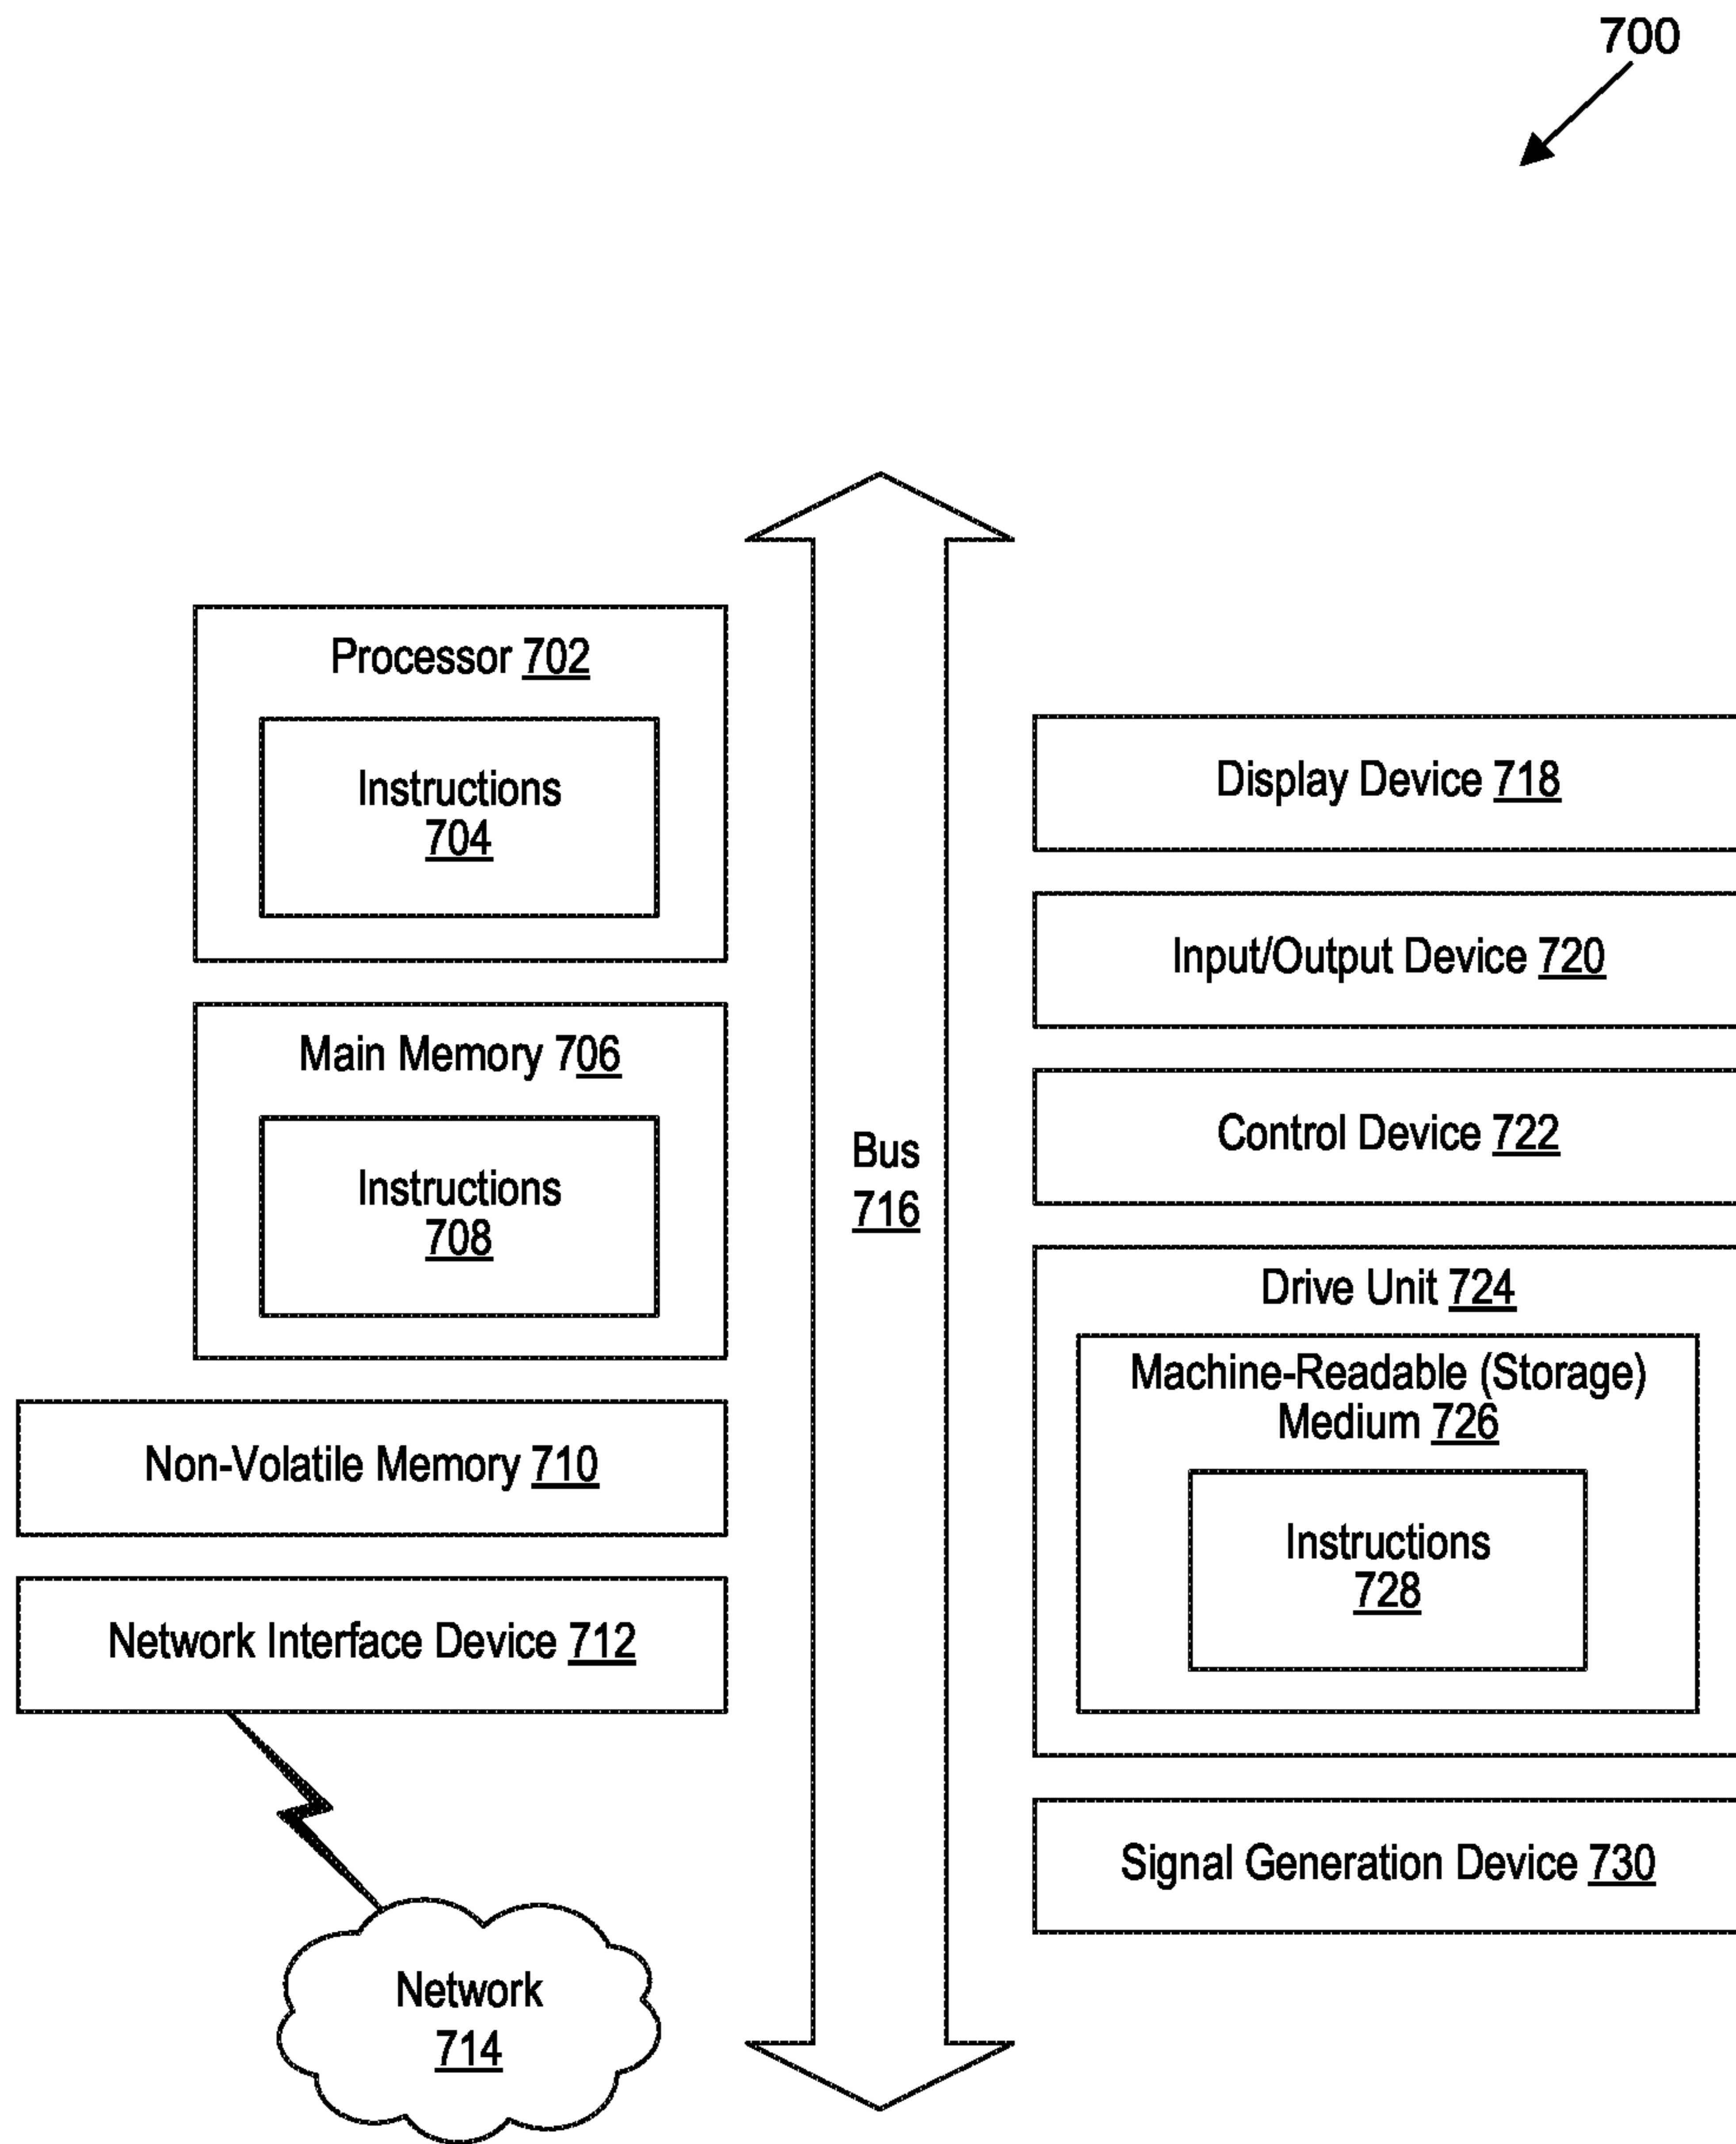 700
Processor 702
Instructions
704
Main Memory 706
Instructions
708
Non-Volatile Memory 710
Network Interface Device 712
Network
714
Bus
716
Display Device 718
Input/Output Device 720
Control Device 722
Drive Unit 724
Machine-Readable (Storage)
Medium 726
Instructions
728
Signal Generation Device 730